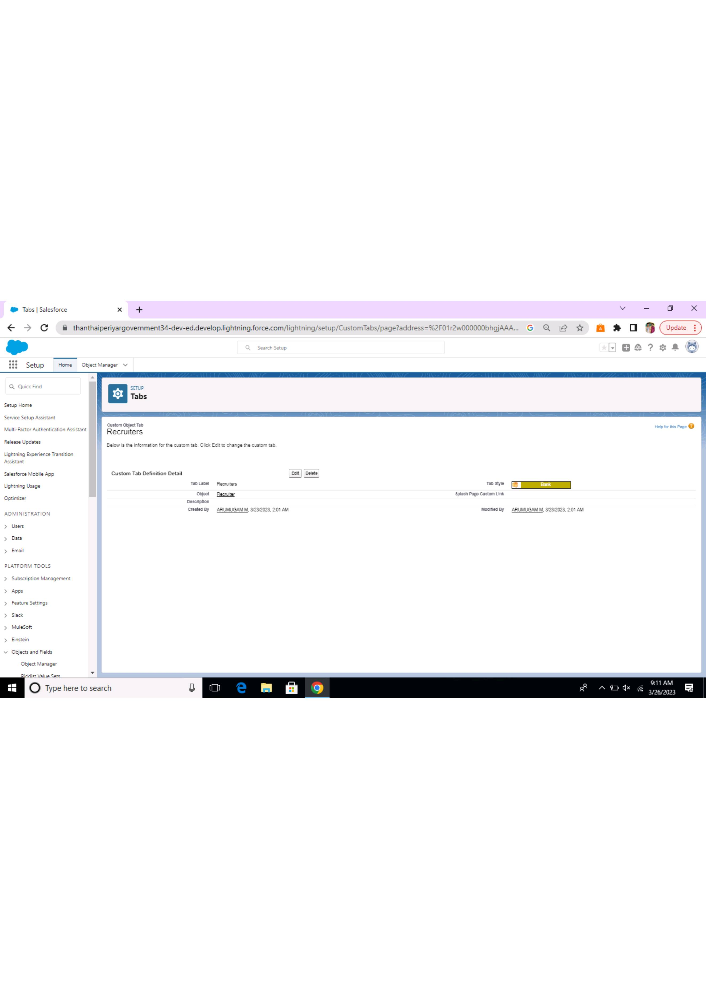 Tabs | Salesforce
thanthaiperiyargovernment34-dev-ed.develop.lightning.force.com/lightning/setup/CustomTabs/page?address=%2F01r2w000000bhgjAAA...
Update
Search Setup
Setup
Home
Object Manager
Quick Find
Setup Home
Service Setup Assistant
Multi-Factor Authentication Assistant
Release Updates
Lightning Experience Transition
Assistant
Salesforce Mobile App
Lightning Usage
Optimizer
ADMINISTRATION
Users
Data
Email
PLATFORM TOOLS
Subscription Management
Apps
Feature Settings
Slack
MuleSoft
Einstein
Objects and Fields
Object Manager
Picklist Value Sets
SETUP
Tabs
Custom Object Tab
Recruiters
Help for this Page
Below is the information for the custom tab. Click Edit to change the custom tab.
Custom Tab Definition Detail
Edit
Delete
Tab Label Recruiters
Tab Style Bank
Object Recruiter
Splash Page Custom Link
Description
Created By ARUMUGAM M, 3/23/2023, 2:01 AM
Modified By ARUMUGAM M, 3/23/2023, 2:01 AM
Type here to search
9:11 AM
3/26/2023